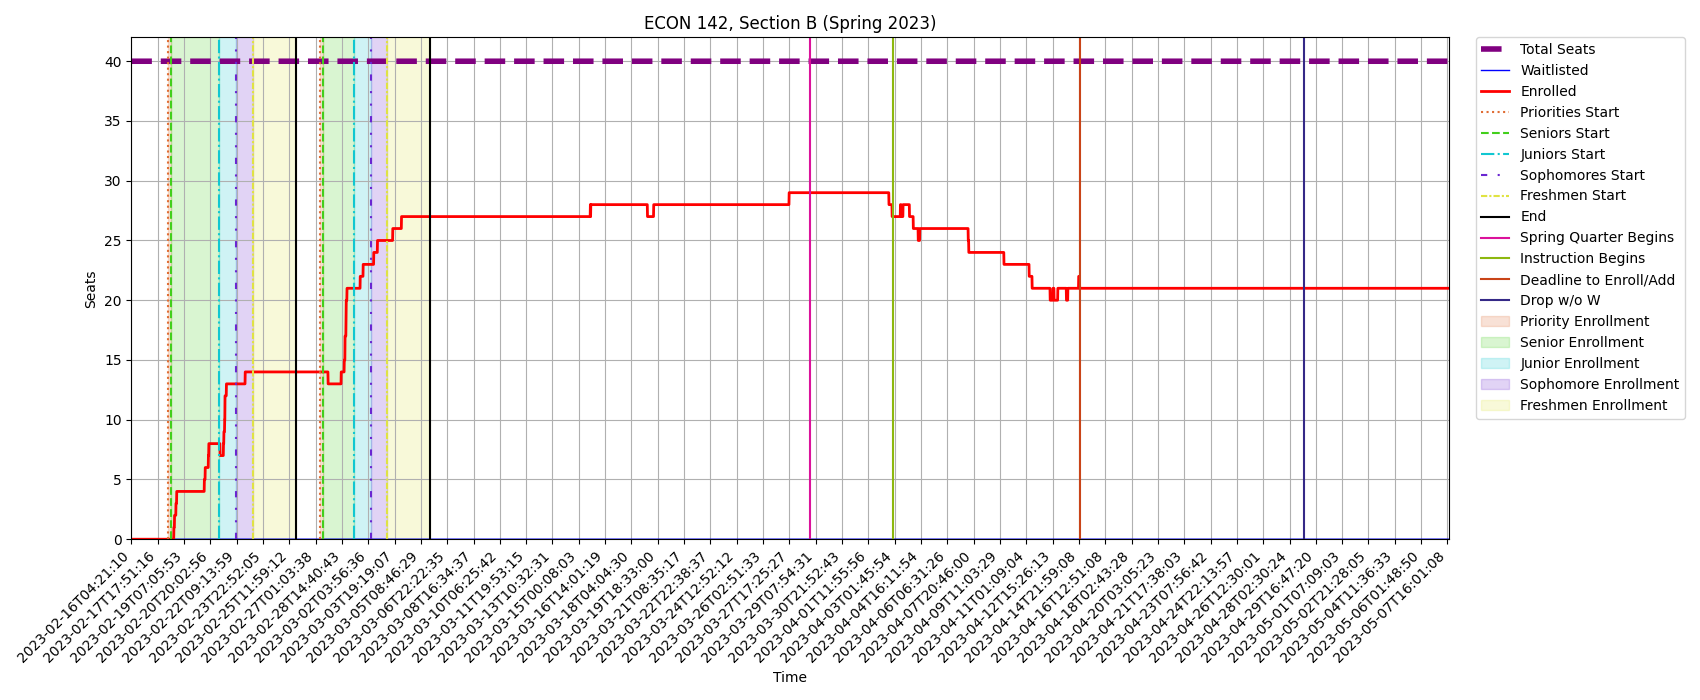 ECON 142, Section B (Spring 2023)
Seats
40
35
30
25
20
15
10
5
0
2023-02-16T04:21:10
2023-02-17T17:51:16
2023-02-19T07:05:53
2023-02-20T20:02:56
2023-02-22T09:13:59
2023-02-23T22:52:05
2023-02-25T11:59:12
2023-02-27T01:03:38
2023-02-28T14:40:43
2023-03-02T03:56:36
2023-03-03T19:19:07
2023-03-05T08:46:29
2023-03-06T22:22:35
2023-03-08T16:34:37
2023-03-10T06:25:42
2023-03-11T19:53:15
2023-03-13T10:32:31
2023-03-15T00:08:03
2023-03-16T14:01:19
2023-03-18T04:04:30
2023-03-19T18:33:00
2023-03-21T08:35:17
2023-03-22T22:38:37
2023-03-24T12:52:12
2023-03-26T02:51:33
2023-03-27T17:25:27
2023-03-29T07:54:31
2023-03-30T21:52:43
2023-04-01T11:55:56
2023-04-03T01:45:54
2023-04-04T16:11:54
2023-04-06T06:31:26
2023-04-07T20:46:00
2023-04-09T11:03:29
2023-04-11T01:09:04
2023-04-12T15:26:13
2023-04-14T21:59:08
2023-04-16T12:51:08
2023-04-18T02:43:28
2023-04-20T03:05:23
2023-04-21T17:38:03
2023-04-23T07:56:42
2023-04-24T22:13:57
2023-04-26T12:30:01
2023-04-28T02:30:24
2023-04-29T16:47:20
2023-05-01T07:09:03
2023-05-02T21:28:05
2023-05-04T11:36:33
2023-05-06T01:48:50
2023-05-07T16:01:08
Time
Total Seats
Waitlisted
Enrolled
Priorities Start
Seniors Start
Juniors Start
Sophomores Start
Freshmen Start
End
Spring Quarter Begins
Instruction Begins
Deadline to Enroll/Add
Drop w/o W
Priority Enrollment
Senior Enrollment
Junior Enrollment
Sophomore Enrollment
Freshmen Enrollment